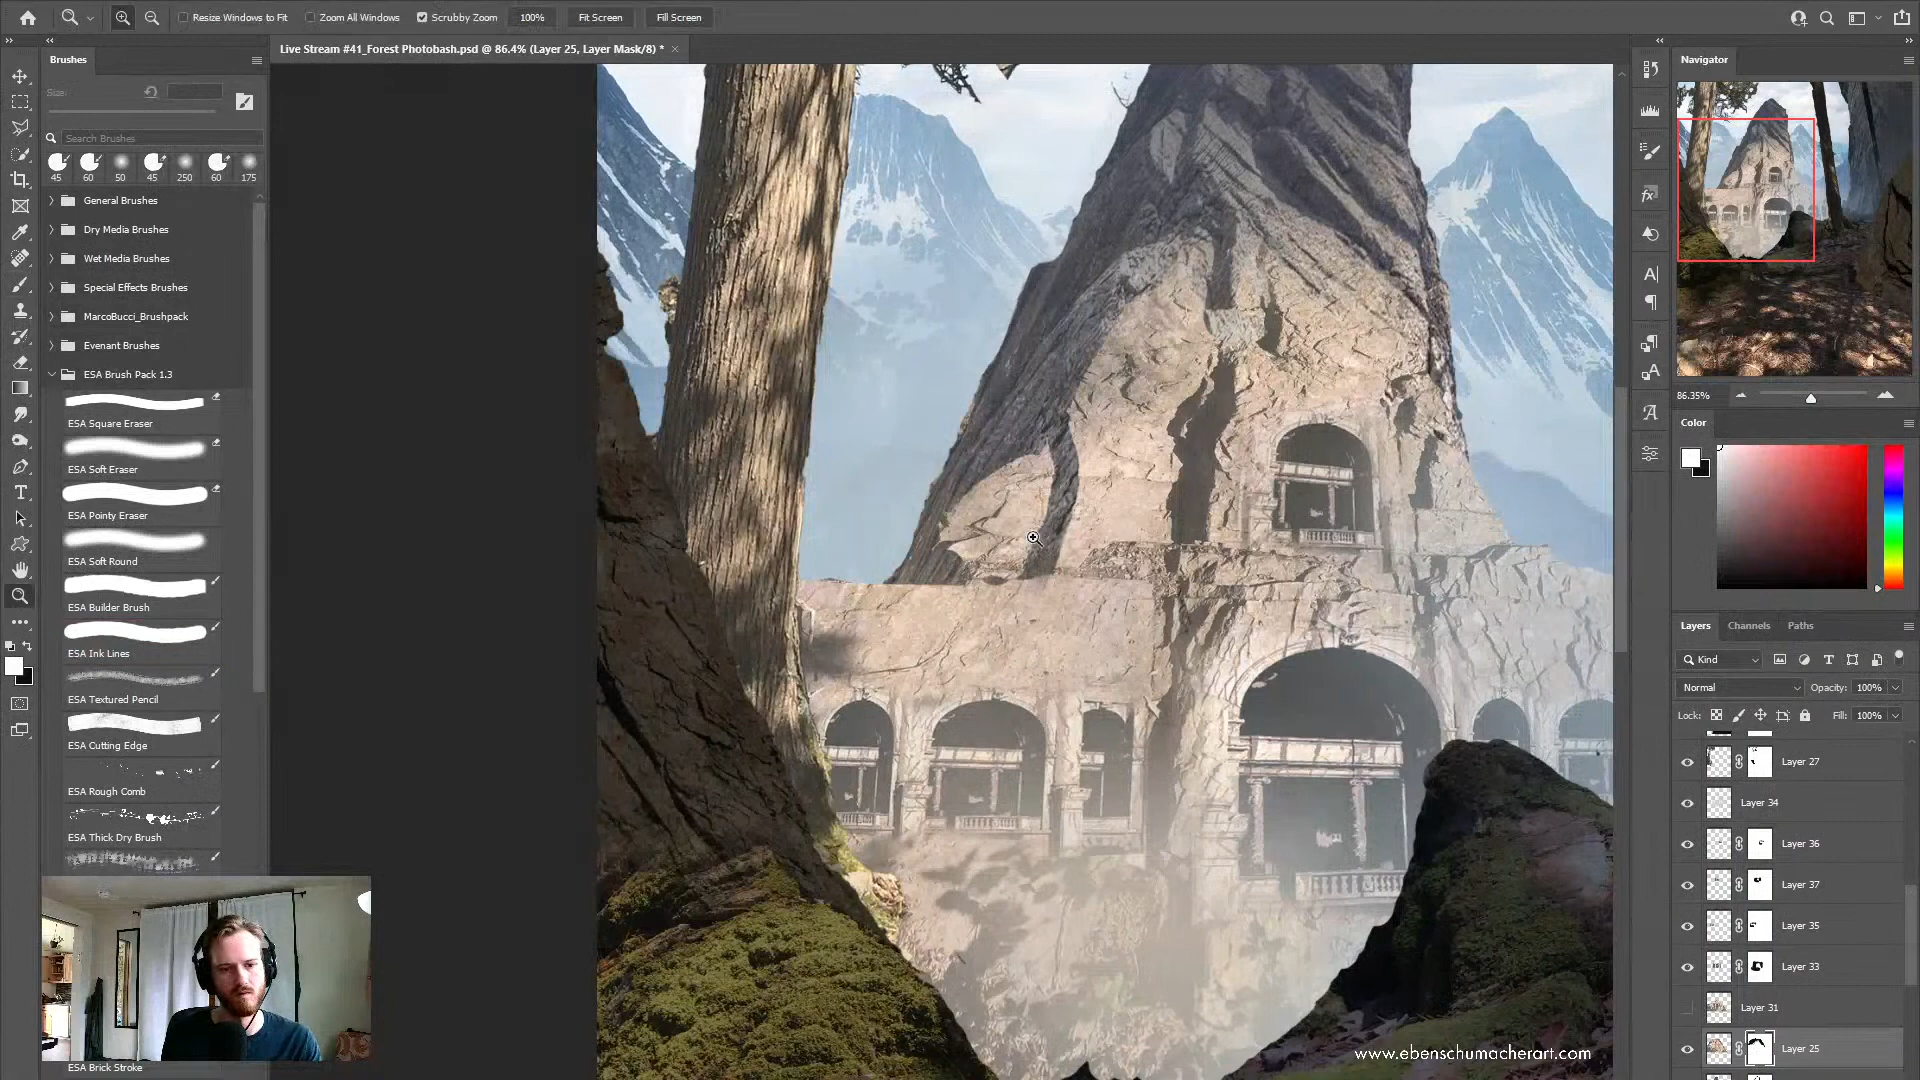 Resize Windows to Fit
Zoom All Windows
Scrubby Zoom
100%
Fit Screen
Fill Screen
Live Stream #41_Forest Photobash.psd @ 86.4% (Layer 25, Layer Mask/8) *
Brushes
Size:
Search Brushes
45 60 50 45 250 60 175
General Brushes
Dry Media Brushes
Wet Media Brushes
Special Effects Brushes
MarcoBucci_Brushpack
Evenant Brushes
ESA Brush Pack 1.3
ESA Square Eraser
ESA Soft Eraser
ESA Pointy Eraser
ESA Soft Round
ESA Builder Brush
ESA Ink Lines
ESA Textured Pencil
ESA Cutting Edge
ESA Rough Comb
ESA Thick Dry Brush
ESA Brick Stroke
Navigator
86.35%
Color
Layers Channels Paths
Kind
Normal
Opacity: 100%
Lock:
Fill: 100%
Layer 27
Layer 34
Layer 36
Layer 37
Layer 35
Layer 33
Layer 31
Layer 25
www.ebenschumacherart.com